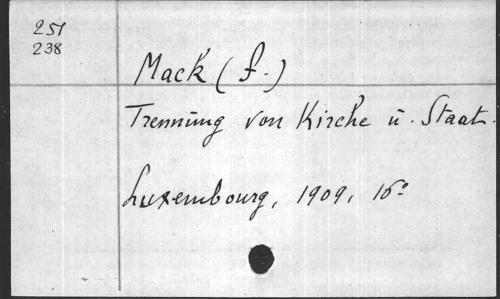 251
238
Mack (f.)
Trennung von Kirche u. Staat.
Luxembourg, 1909, 16°